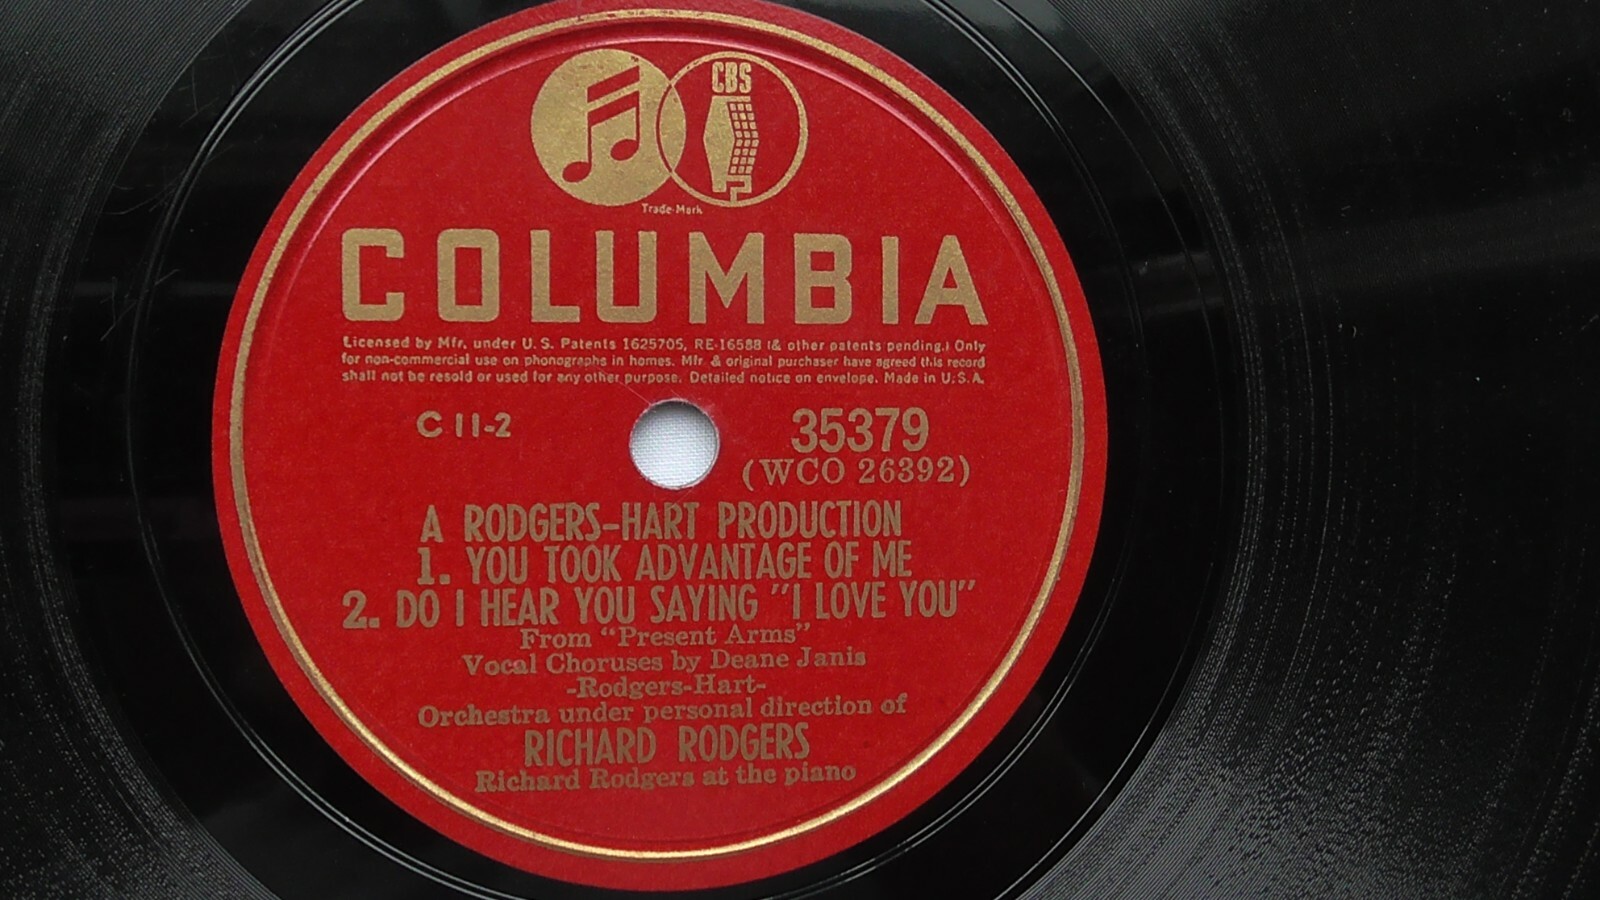 CBS
Trade-Mark
COLUMBIA
Licensed by Mfr. under U.S. Patents 1625705, RE-16588 (& other patents pending.) Only
for non-commercial use on phonographs in homes. Mfr. & original purchaser have agreed this record
shall not be resold or used for any other purpose. Detailed notice on envelope. Made in U.S.A.
C 11-2
35379
(WCO 26392)
A RODGERS-HART PRODUCTION
1. YOU TOOK ADVANTAGE OF ME
2. DO I HEAR YOU SAYING "I LOVE YOU"
From "Present Arms"
Vocal Choruses by Deane Janis
-Rodgers-Hart-
Orchestra under personal direction of
RICHARD RODGERS
Richard Rodgers at the piano